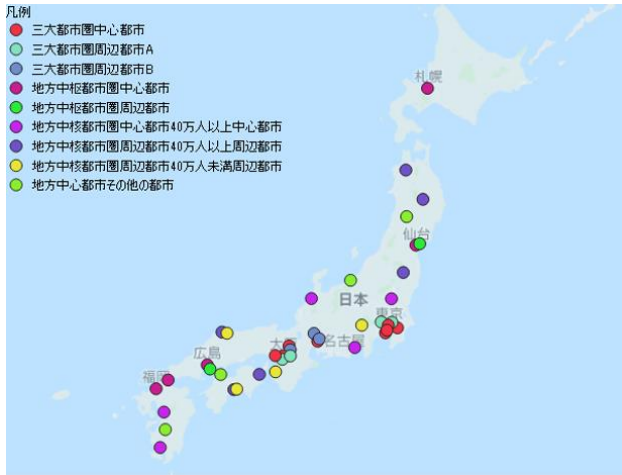 凡例
三大都市圏中心都市
三大都市圏周辺都市A
三大都市圏周辺都市B
地方中枢都市圏中心都市
地方中枢都市圏周辺都市
地方中核都市圏中心都市40万人以上中心都市
地方中核都市圏周辺都市40万人以上周辺都市
地方中核都市圏周辺都市40万人未満周辺都市
地方中心都市その他の都市
札幌
仙台
日本
東京
名古屋
大
広島
福岡